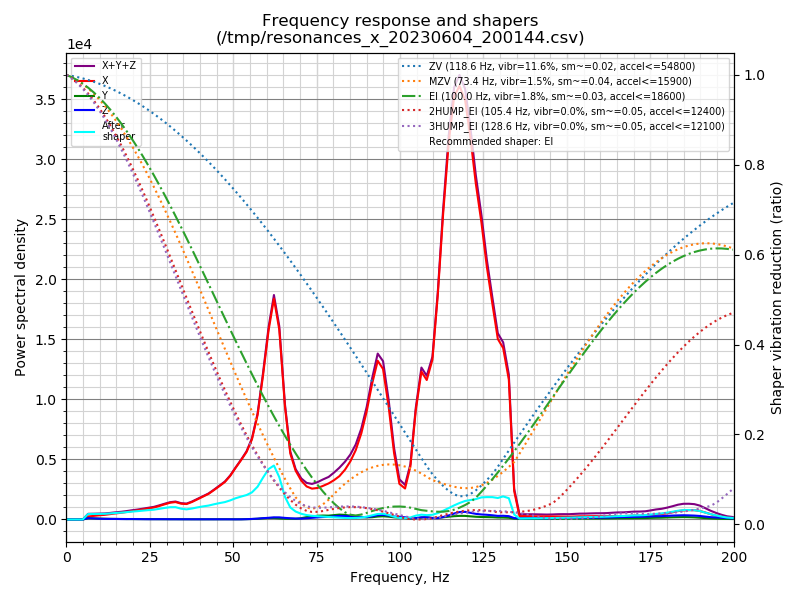 Frequency response and shapers
(/tmp/resonances_x_20230604_200144.csv)
1e4
X+Y+Z
X
Y
Z
After
shaper
ZV (118.6 Hz, vibr=11.6%, sm~=0.02, accel<=54800)
MZV (73.4 Hz, vibr=1.5%, sm~=0.04, accel<=15900)
EI (100.0 Hz, vibr=1.8%, sm~=0.03, accel<=18600)
2HUMP_EI (105.4 Hz, vibr=0.0%, sm~=0.05, accel<=12400)
3HUMP_EI (128.6 Hz, vibr=0.0%, sm~=0.05, accel<=12100)
Recommended shaper: EI
Power spectral density
3.5
3.0
2.5
2.0
1.5
1.0
0.5
0.0
1.0
0.8
0.6
0.4
0.2
0.0
Shaper vibration reduction (ratio)
0 25 50 75 100 125 150 175 200
Frequency, Hz